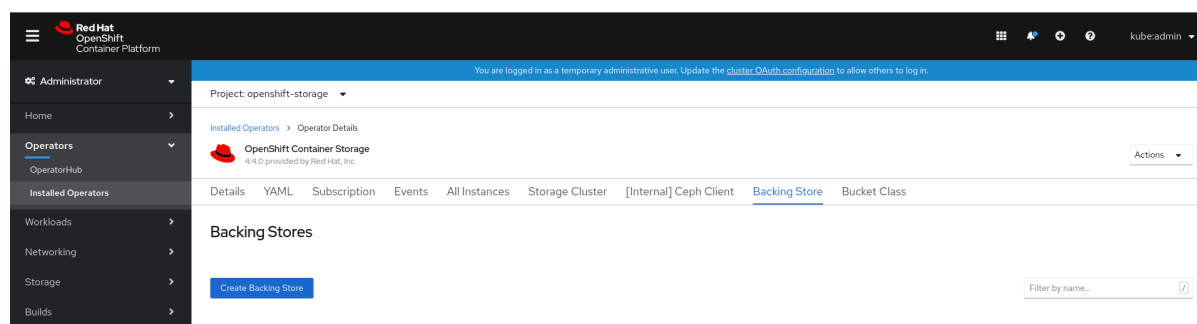 Red Hat
OpenShift
Container Platform
kube:admin
Administrator
You are logged in as a temporary administrative user. Update the cluster OAuth configuration to allow others to log in.
Project: openshift-storage
Home
Installed Operators > Operator Details
Operators
OpenShift Container Storage
4.4.0 provided by Red Hat, Inc
Actions
OperatorHub
Installed Operators
Details YAML Subscription Events All Instances Storage Cluster [Internal] Ceph Client Backing Store Bucket Class
Workloads
Backing Stores
Networking
Storage
Create Backing Store
Filter by name...
/
Builds